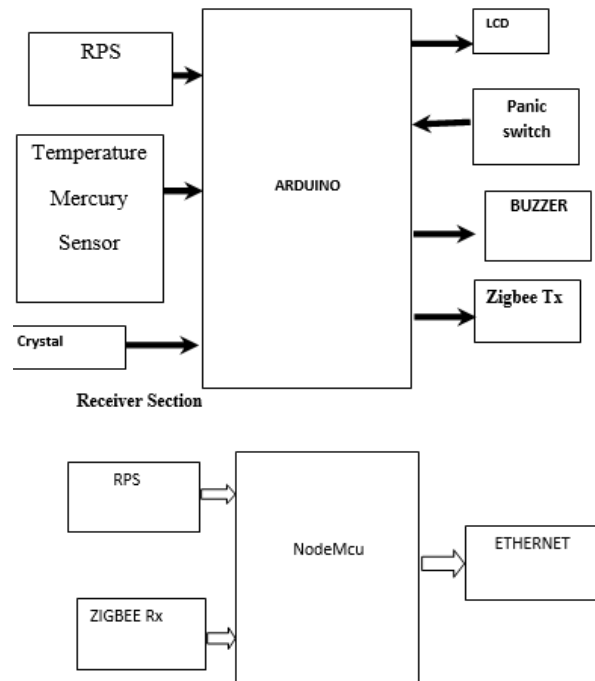 LCD
RPS
Panic
switch
Temperature
Mercury
Sensor
ARDUINO
BUZZER
Zigbee Tx
Crystal
Receiver Section
RPS
NodeMcu
ETHERNET
ZIGBEE Rx